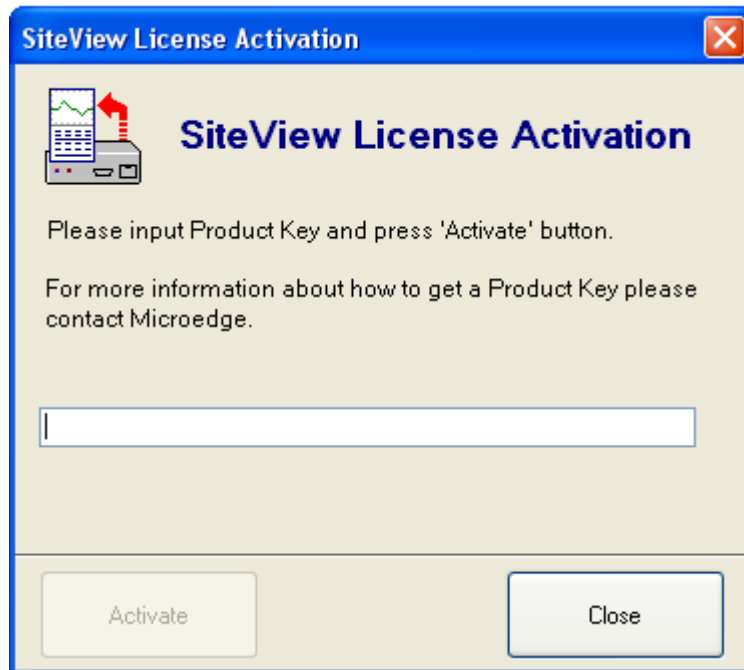 SiteView License Activation
SiteView License Activation
Please input Product Key and press 'Activate' button.
For more information about how to get a Product Key please
contact Microedge.
Activate
Close